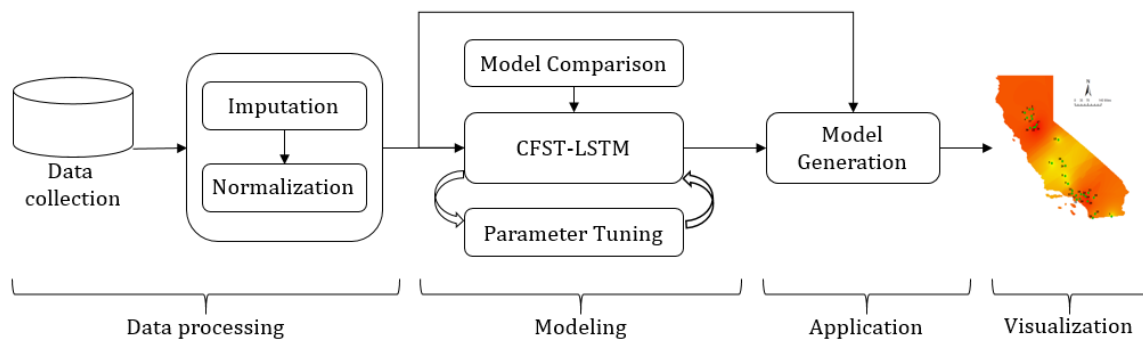 Data
collection
Imputation
Normalization
Model Comparison
CFST-LSTM
Parameter Tuning
Model
Generation
N
Data processing
Modeling
Application
Visualization